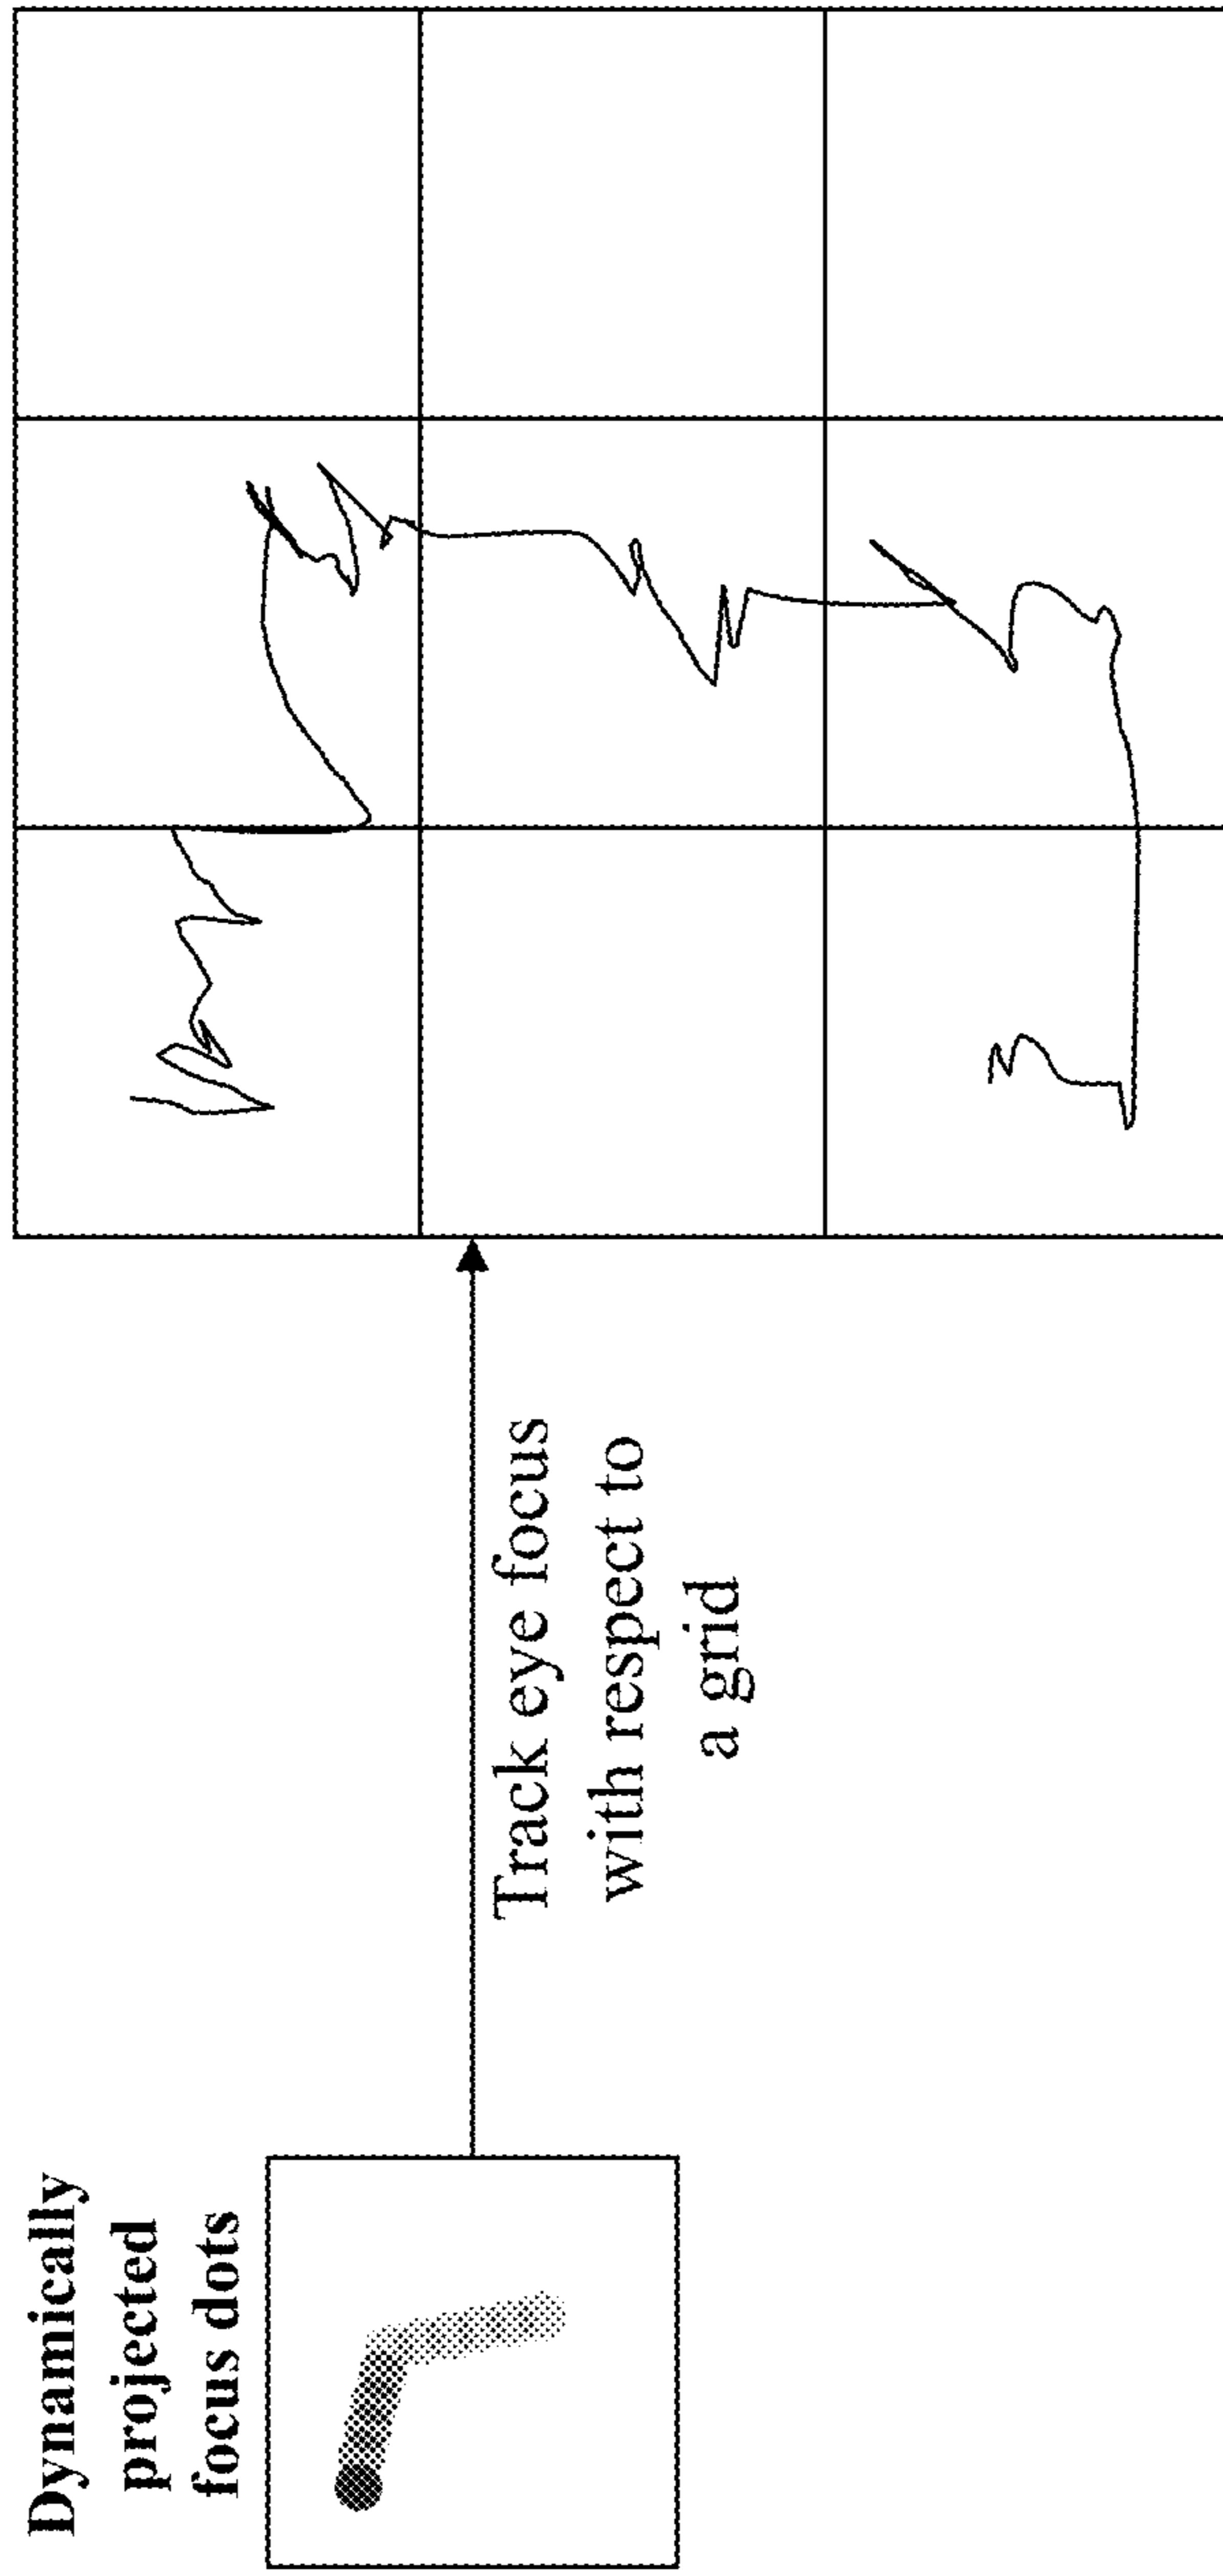 Dynamically
projected
focus dots
Track eye focus
with respect to
a grid